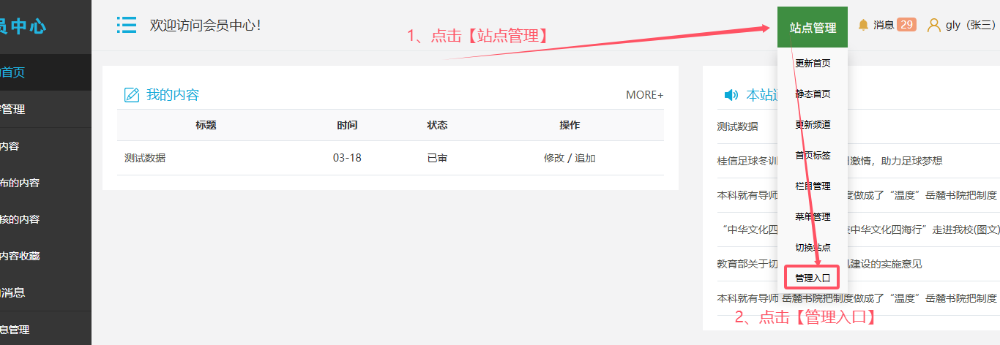 员中心
欢迎访问会员中心！
1、点击【站点管理】
站点管理
消息 29
gly（张三）
首页
管理
内容
布的内容
核的内容
内容收藏
消息
息管理
我的内容
MORE+
标题 时间 状态 操作
测试数据 03-18 已审 修改 / 追加
更新首页
静态首页
更新频道
首页标签
栏目管理
菜单管理
切换站点
管理入口
本站
测试数据
桂信足球冬训 激情，助力足球梦想
本科就有导师 度做成了“温度”岳麓书院把制度
“中华文化四 中华文化四海行”走进我校(图文)
教育部关于切 建设的实施意见
本科就有导师 岳麓书院把制度做成了“温度”岳麓书院把制度
2、点击【管理入口】